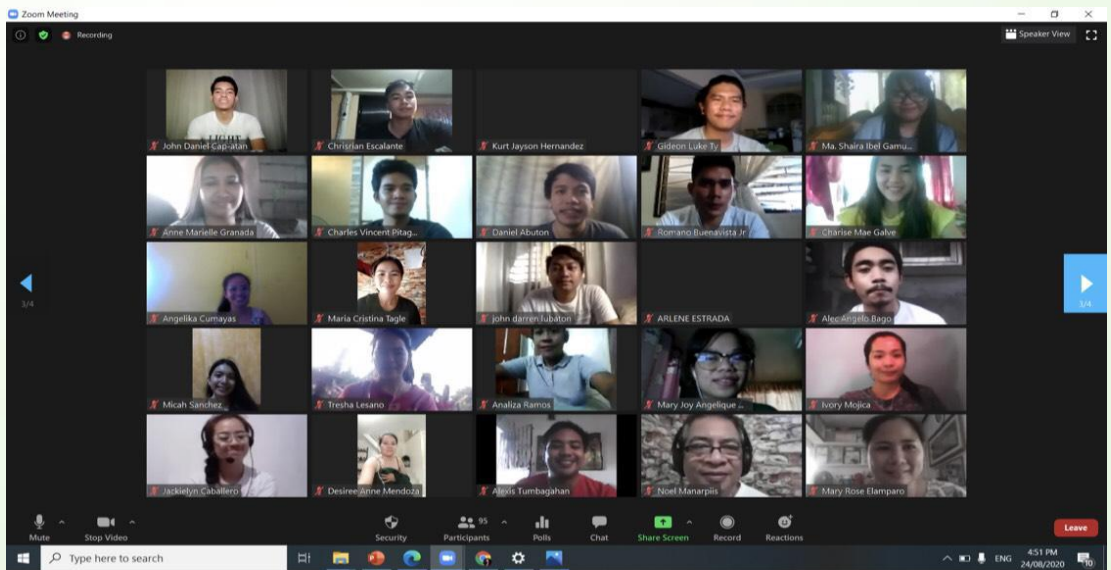 Zoom Meeting
Recording
Speaker View
LIGHT
John Daniel Cap-atan
Chrisrian Escalante
Kurt Jayson Hernandez
Gideon Luke Ty
Ma. Shaira Ibel Gamu...
Anne Marielle Granada
Charles Vincent Pitag...
Daniel Abuton
Romano Buenavista Jr
Charise Mae Galve
3/4
3/4
Angelika Cumayas
Maria Cristina Tagle
john darren lubaton
ARLENE ESTRADA
Alec Angelo Bago
Micah Sanchez
Tresha Lesano
Analiza Ramos
Mary Joy Angelique ...
Ivory Mojica
Jackielyn Caballero
Desiree Anne Mendoza
Alexis Tumbagahan
Noel Manarpiis
Mary Rose Elamparo
Mute
Stop Video
Security
Participants
95
Polls
Chat
Share Screen
Record
Reactions
Leave
Type here to search
ENG
4:51 PM
24/08/2020
10